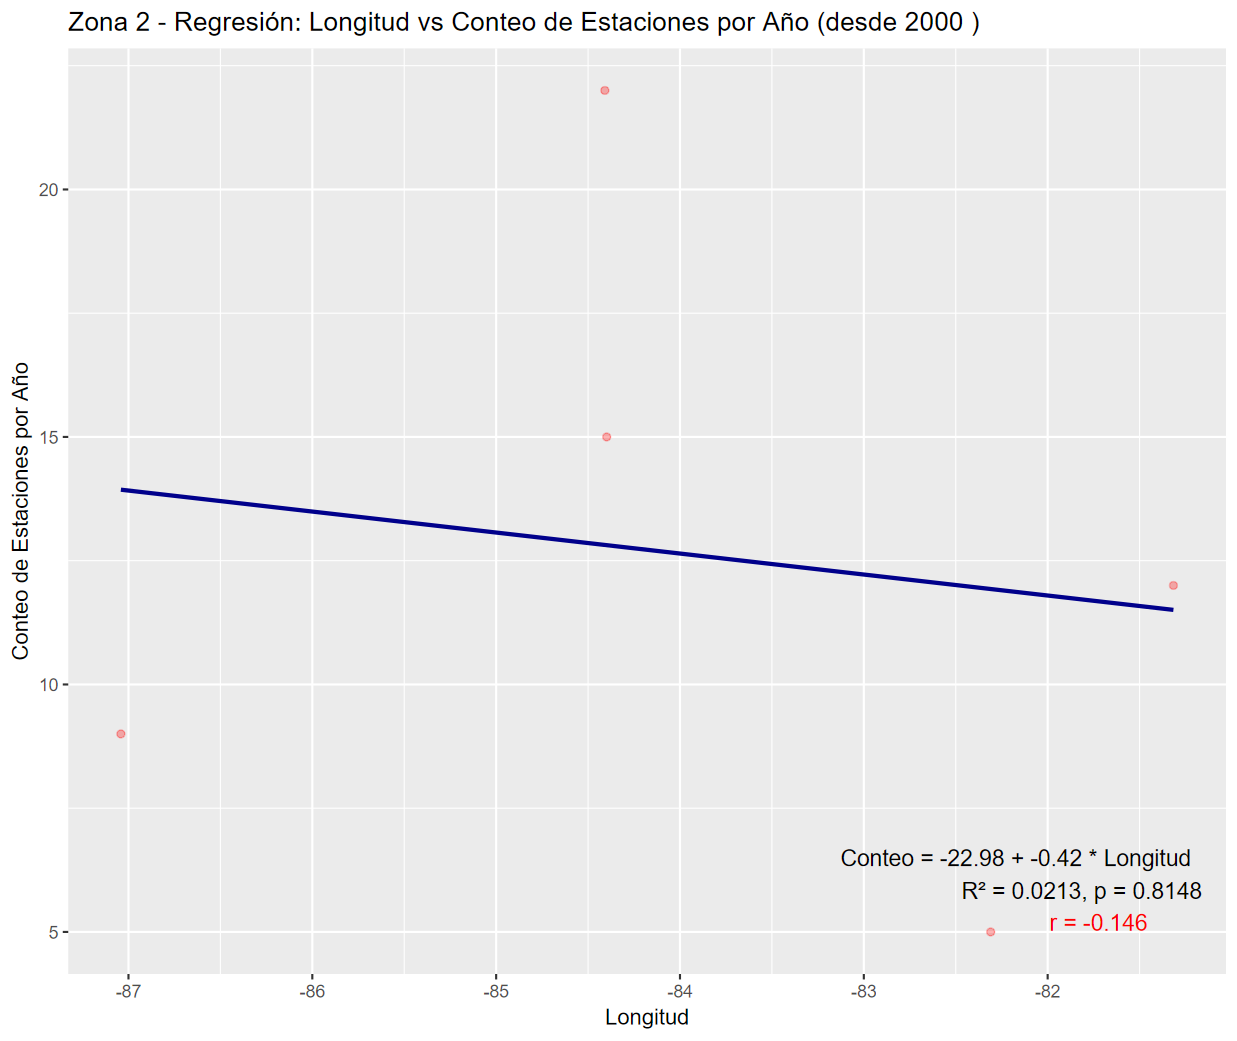 Zona 2 - Regresión: Longitud vs Conteo de Estaciones por Año (desde 2000 )
Conteo de Estaciones por Año
20
15
10
5
Conteo = -22.98 + -0.42 * Longitud
R² = 0.0213, p = 0.8148
r = -0.146
-87
-86
-85
-84
-83
-82
Longitud